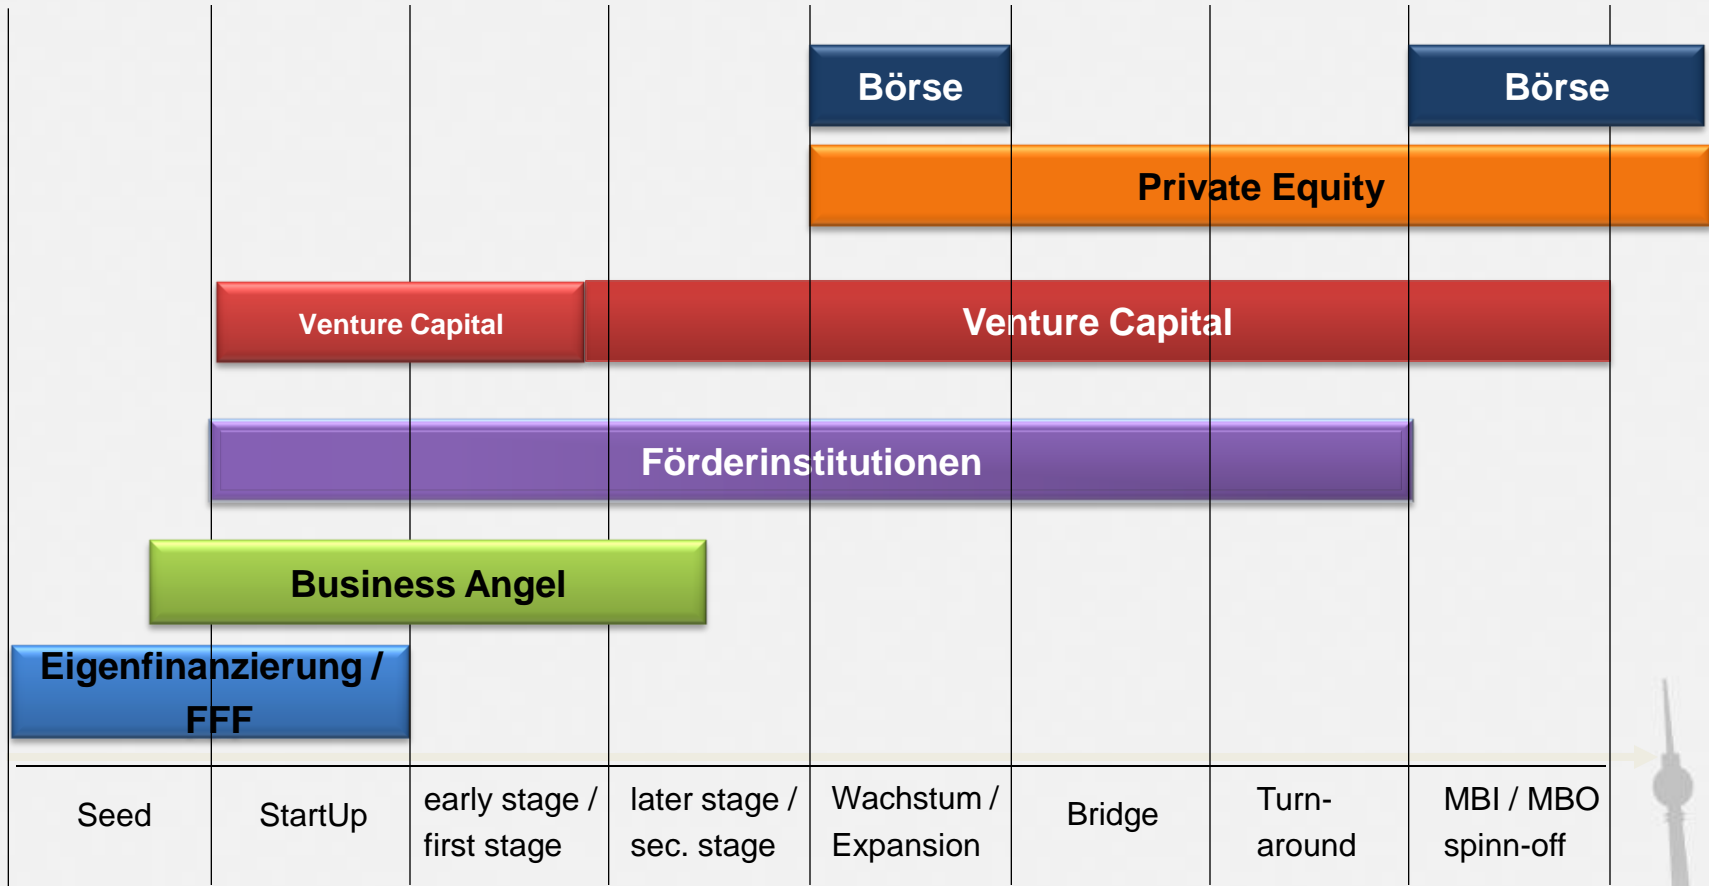 Börse
Börse
Private Equity
Venture Capital
Venture Capital
Förderinstitutionen
Business Angel
Eigenfinanzierung /
FFF
Seed
StartUp
early stage /
first stage
later stage /
sec. stage
Wachstum /
Expansion
Bridge
Turn-
around
MBI / MBO
spinn-off